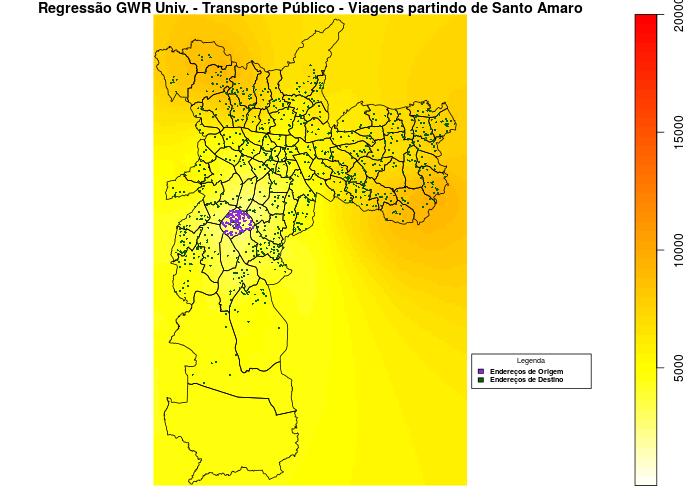 Regressão GWR Univ. - Transporte Público - Viagens partindo de Santo Amaro
20000
15000
10000
5000
Legenda
Endereços de Origem
Endereços de Destino